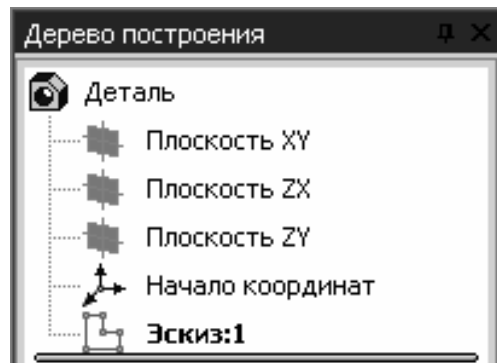 Дерево построения
Деталь
Плоскость XY
Плоскость ZX
Плоскость ZY
Начало координат
Эскиз:1